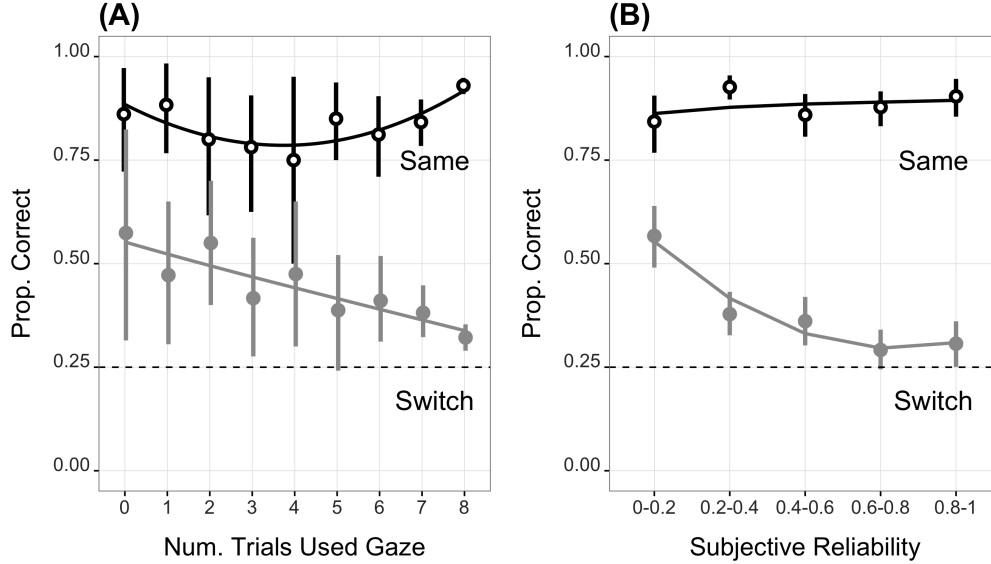 (A)
Prop. Correct
1.00
0.75
0.50
0.25
0.00
Same
Switch
0 1 2 3 4 5 6 7 8
Num. Trials Used Gaze
(B)
Prop. Correct
1.00
0.75
0.50
0.25
0.00
Same
Switch
0-0.2 0.2-0.4 0.4-0.6 0.6-0.8 0.8-1
Subjective Reliability